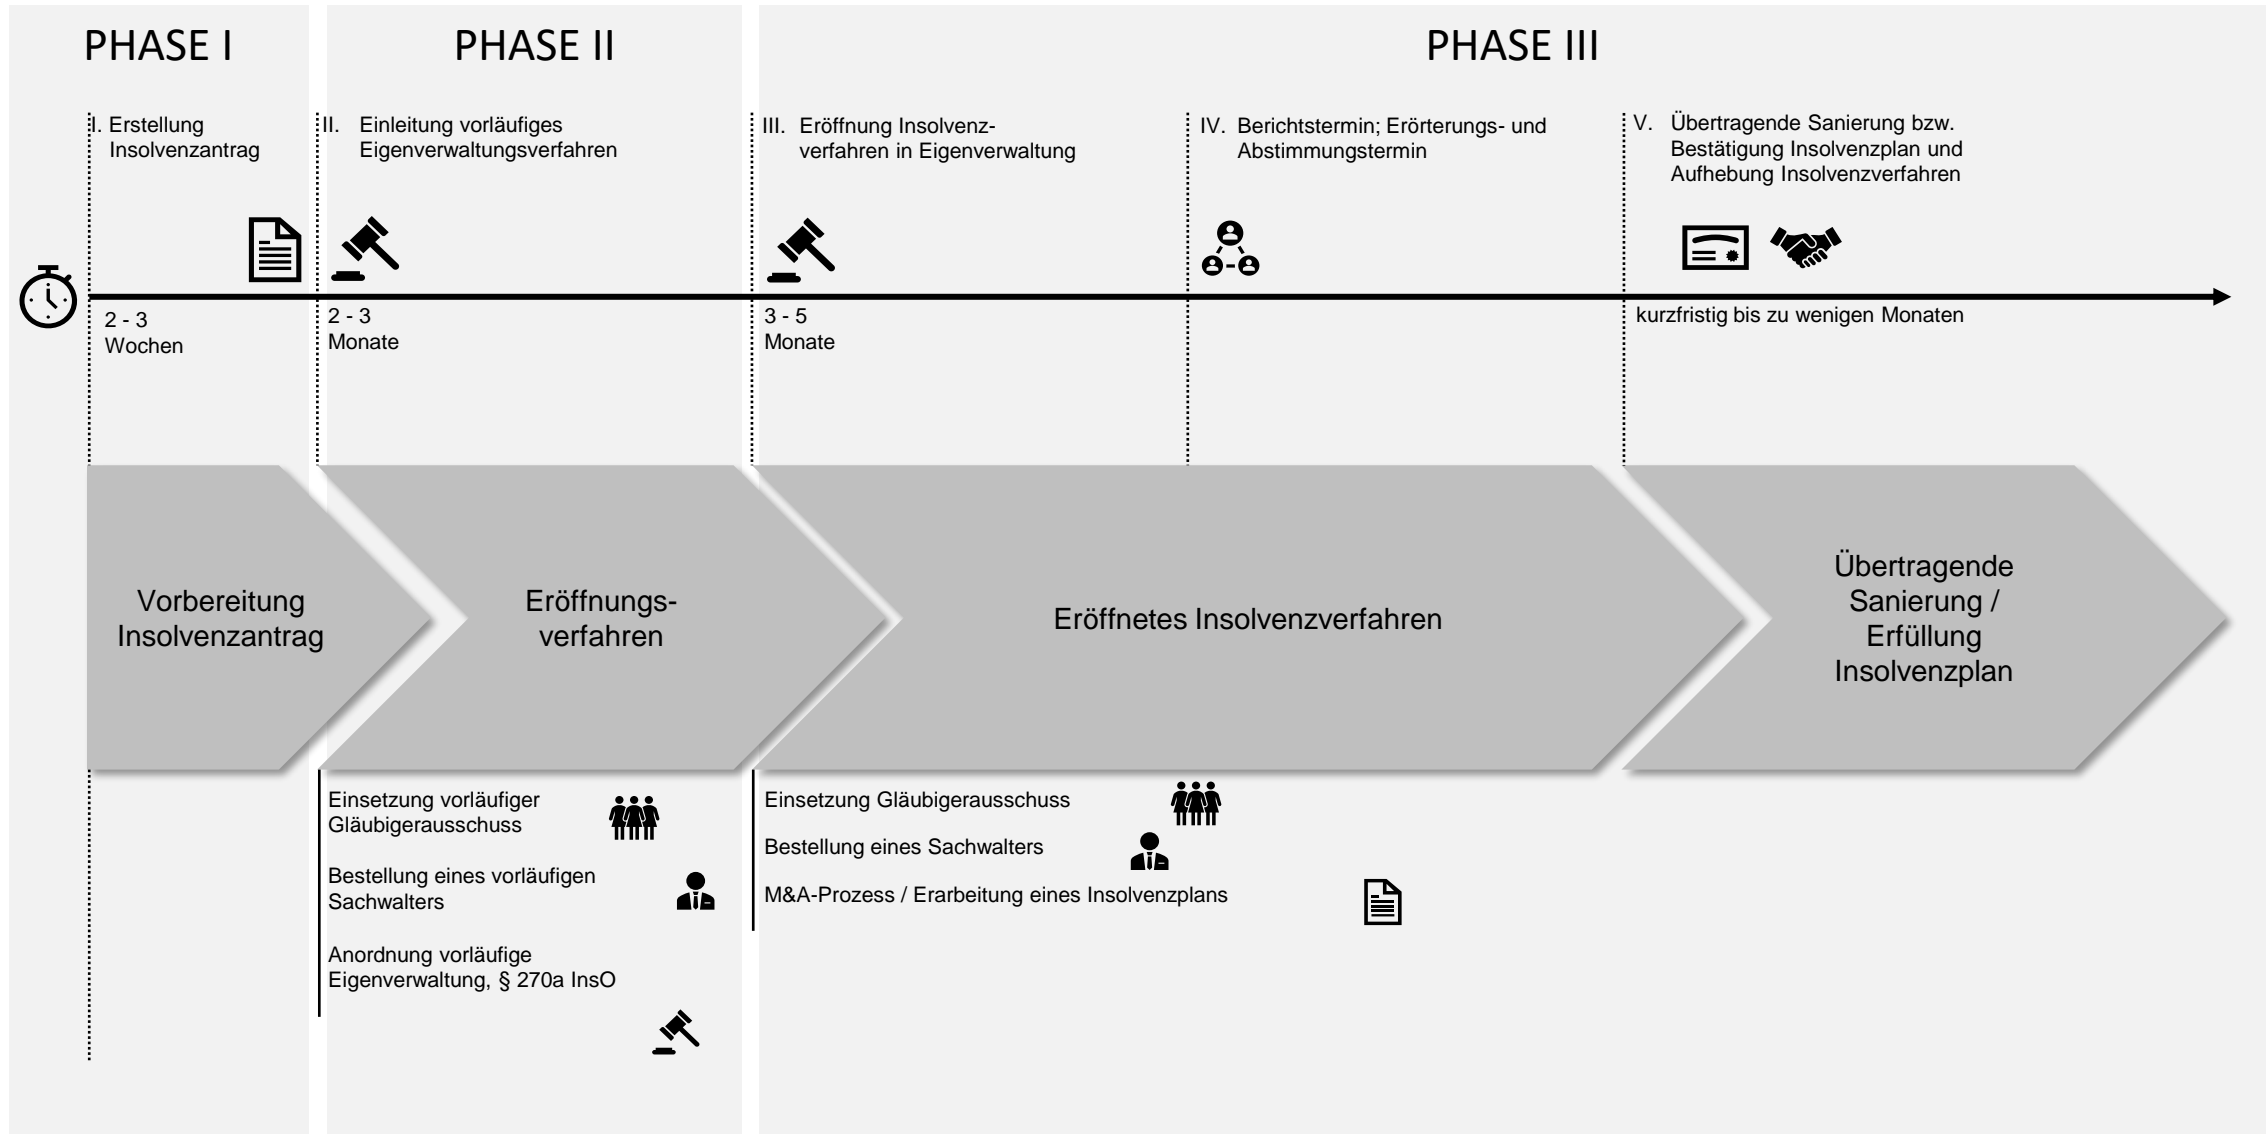 PHASE I
PHASE II
PHASE III
I. Erstellung
Insolvenzantrag
II. Einleitung vorläufiges
Eigenverwaltungsverfahren
III. Eröffnung Insolvenz-
verfahren in Eigenverwaltung
IV. Berichtstermin; Erörterungs- und
Abstimmungstermin
V. Übertragende Sanierung bzw.
Bestätigung Insolvenzplan und
Aufhebung Insolvenzverfahren
2 - 3
Wochen
2 - 3
Monate
3 - 5
Monate
kurzfristig bis zu wenigen Monaten
Vorbereitung
Insolvenzantrag
Eröffnungs-
verfahren
Eröffnetes Insolvenzverfahren
Übertragende
Sanierung /
Erfüllung
Insolvenzplan
Einsetzung vorläufiger
Gläubigerausschuss
Bestellung eines vorläufigen
Sachwalters
Anordnung vorläufige
Eigenverwaltung, § 270a InsO
Einsetzung Gläubigerausschuss
Bestellung eines Sachwalters
M&A-Prozess / Erarbeitung eines Insolvenzplans